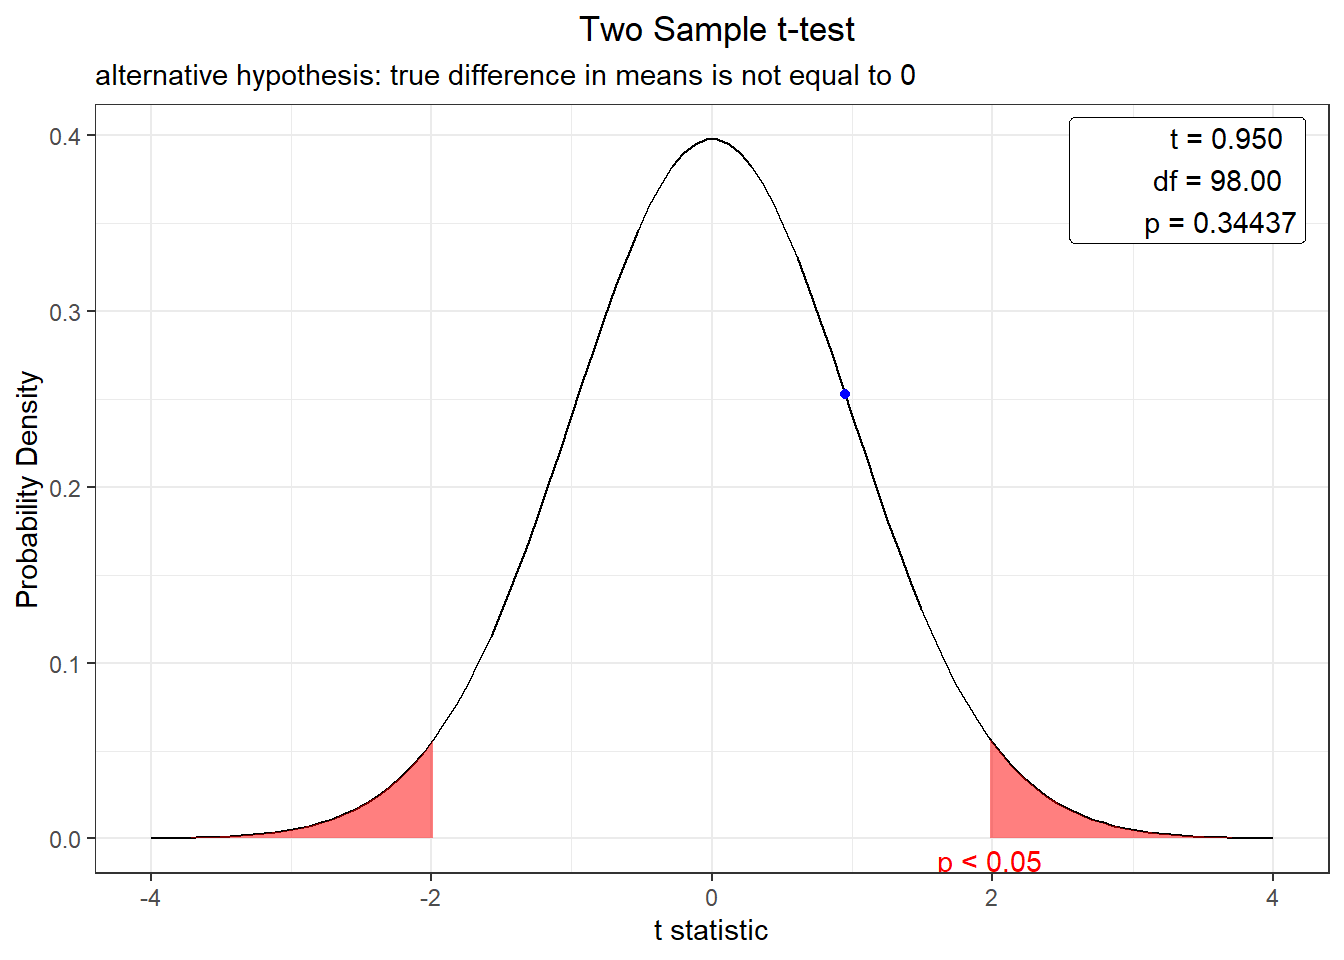 Two Sample t-test
alternative hypothesis: true difference in means is not equal to 0
t = 0.950
df = 98.00
p = 0.34437
Probability Density
0.4
0.3
0.2
0.1
0.0
p < 0.05
-4
-2
0
2
4
t statistic